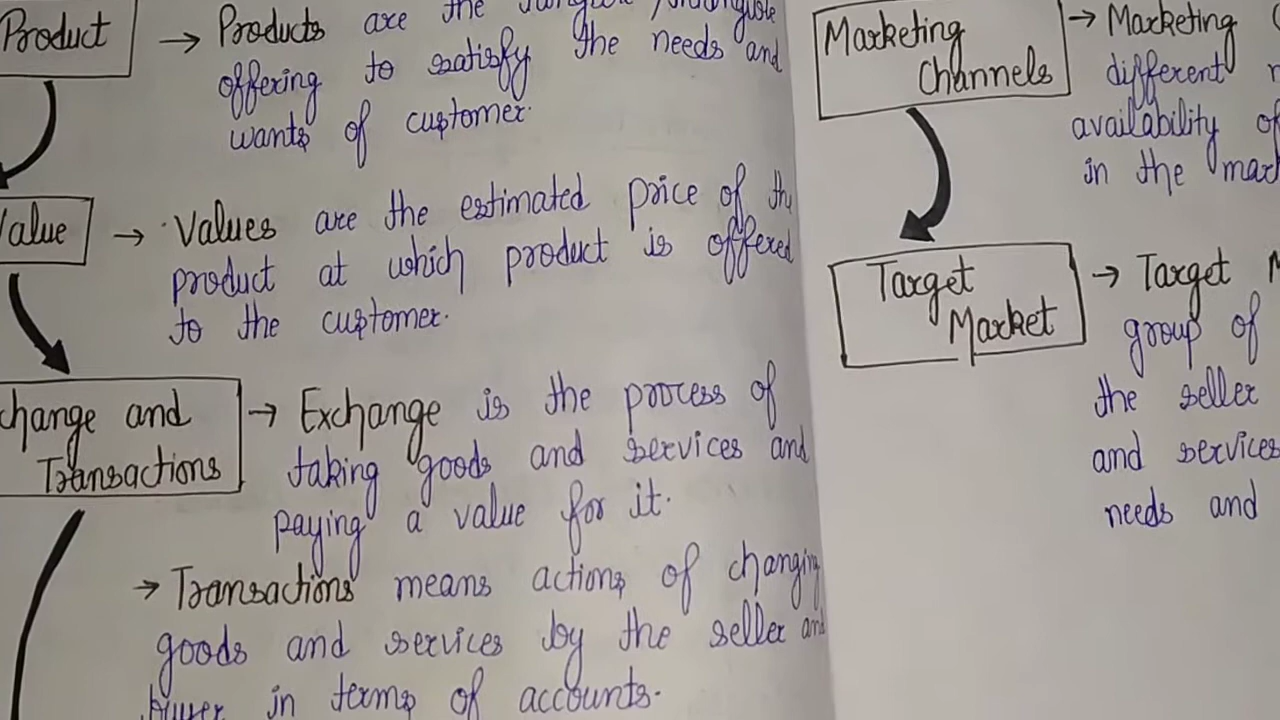 Product → Products are the
offering to satisfy the needs and
wants of customer.
Value → Values are the estimated price of the
product at which product is offered
to the customer.
change and
Transactions → Exchange is the process of
taking goods and services and
paying a value for it.
→ Transactions means actions of changing
goods and services by the seller and
buyer in terms of accounts.
Marketing
Channels → Marketing
different
availability of
in the
Target
Market → Target
group of
the seller
and services
needs and